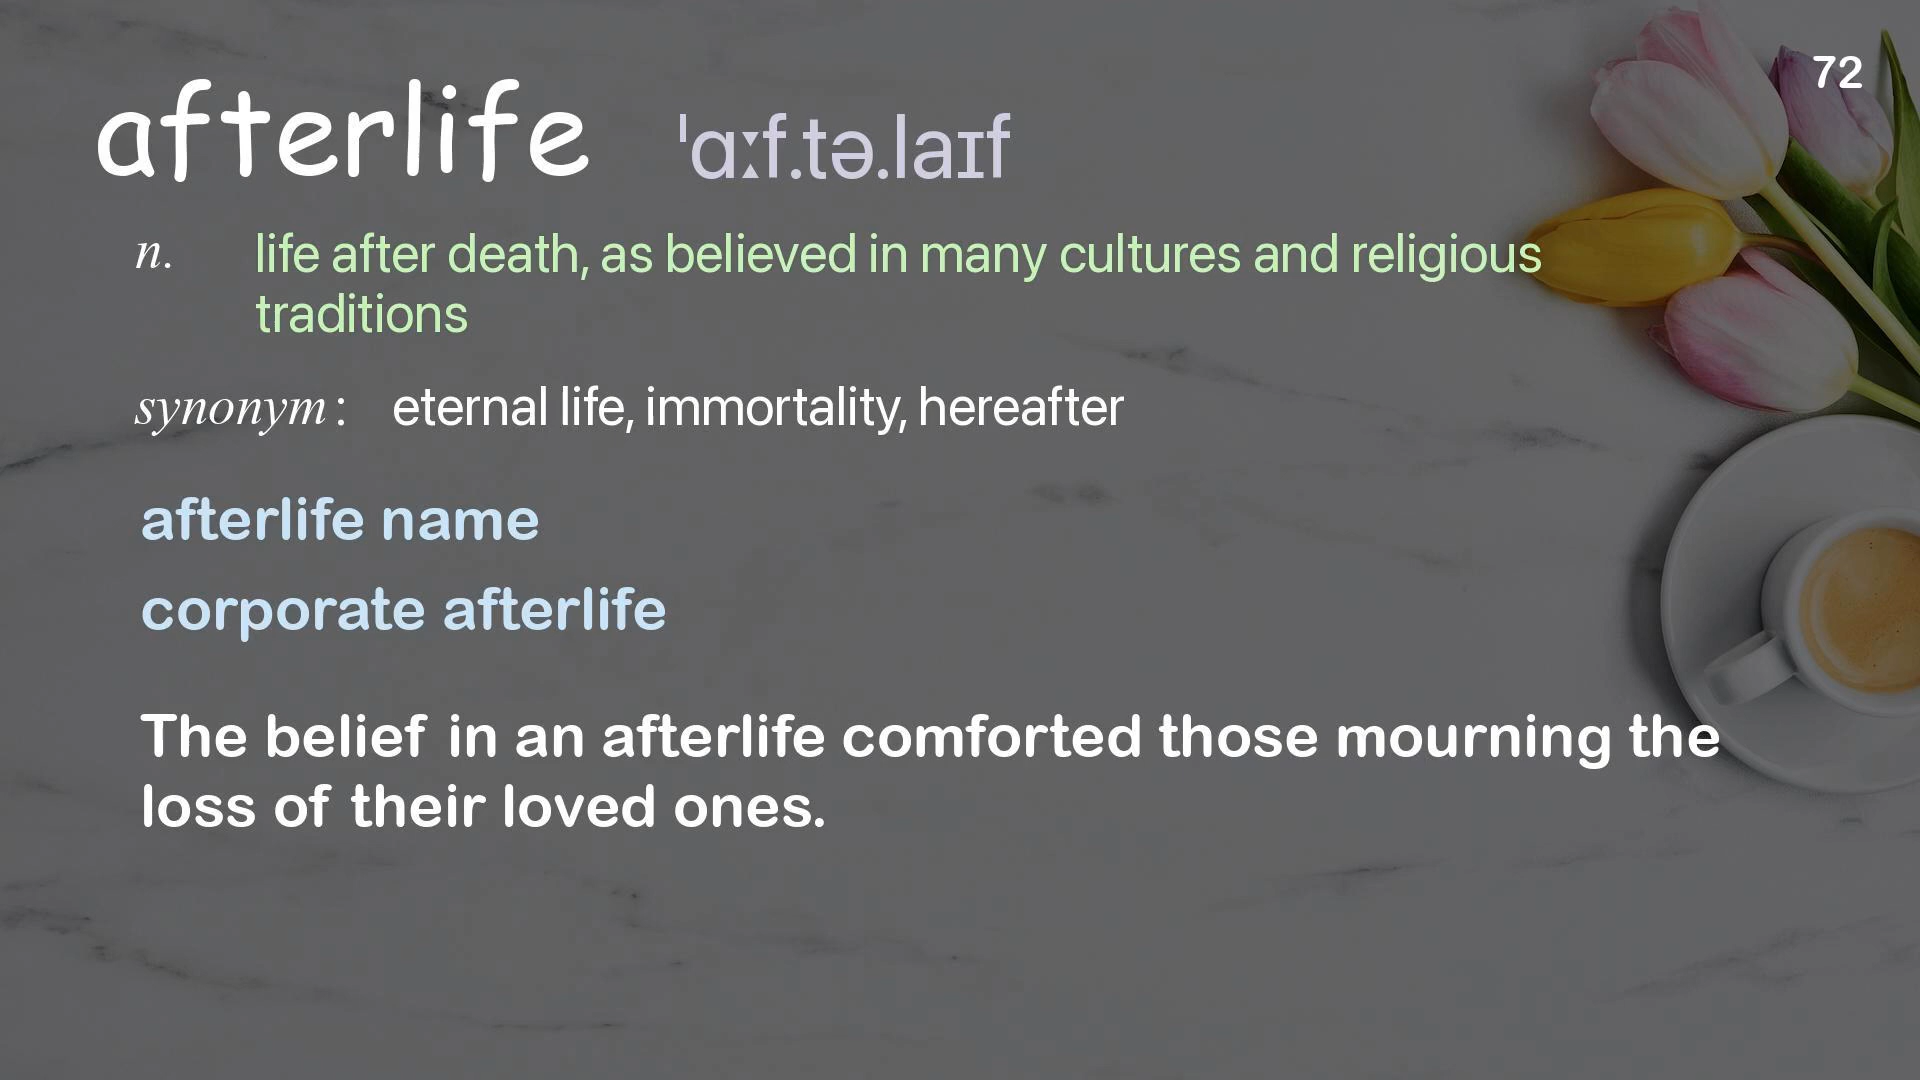 72
afterlife ˈɑːf.tə.laɪf
n. life after death, as believed in many cultures and religious
traditions
synonym : eternal life, immortality, hereafter
afterlife name
corporate afterlife
The belief in an afterlife comforted those mourning the
loss of their loved ones.